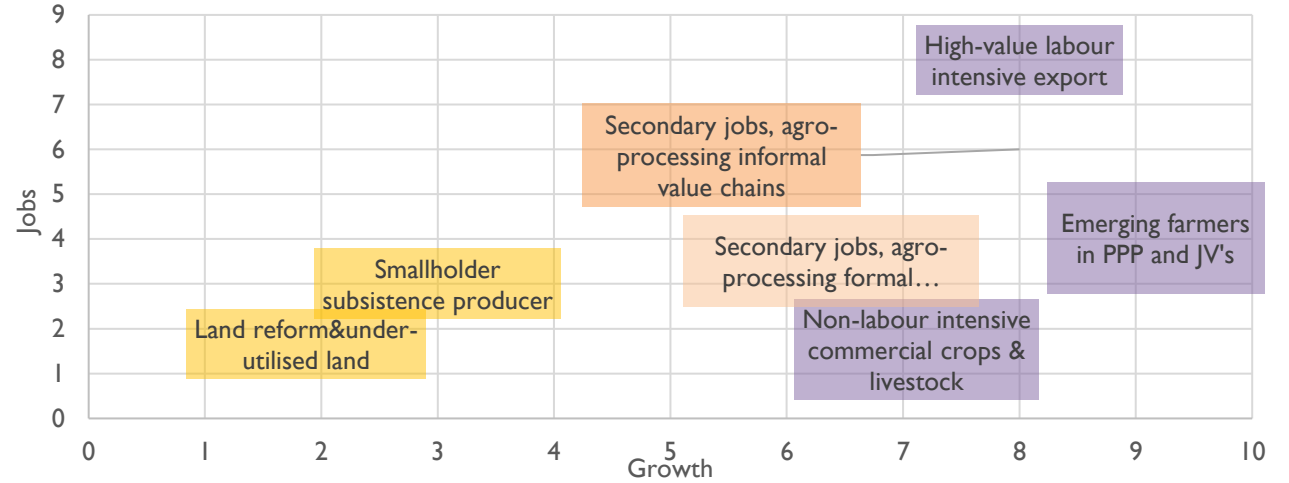 9
8
7
6
5
4
3
2
1
0
Jobs
High-value labour
intensive export
Secondary jobs, agro-
processing informal
value chains
Emerging farmers
in PPP and JV's
Secondary jobs, agro-
processing formal…
Smallholder
subsistence producer
Non-labour intensive
commercial crops &
livestock
Land reform&under-
utilised land
0 1 2 3 4 5 6 7 8 9 10
Growth